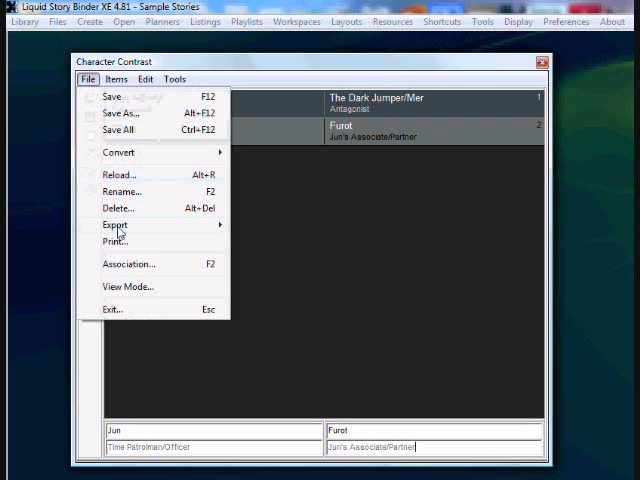 Liquid Story Binder XE 4.81 - Sample Stories
Library Files Create Open Planners Listings Playlists Workspaces Layouts Resources Shortcuts Tools Display Preferences About
Character Contrast
File Items Edit Tools
Save F12
Save As... Alt+F12
Save All Ctrl+F12
Convert
Reload... Alt+R
Rename... F2
Delete... Alt+Del
Export
Print...
Association... F2
View Mode...
Exit... Esc
The Dark Jumper/Mer 1
Antagonist
Furot 2
Jun's Associate/Partner
Jun Furot
Time Patrolman/Officer Jun's Associate/Partner